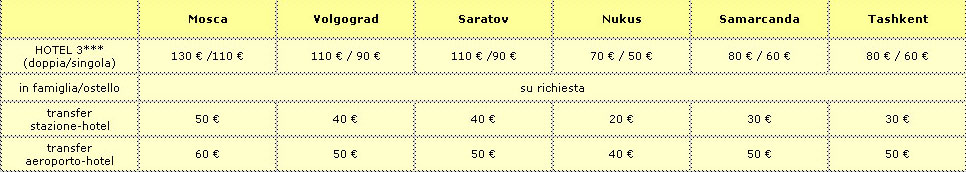 Mosca Volgograd Saratov Nukus Samarcanda Tashkent
HOTEL 3***
(doppia/singola) 130 € /110 € 110 € / 90 € 110 € /90 € 70 € / 50 € 80 € / 60 € 80 € / 60 €
in famiglia/ostello su richiesta
transfer
stazione-hotel 50 € 40 € 40 € 20 € 30 € 30 €
transfer
aeroporto-hotel 60 € 50 € 50 € 40 € 50 € 50 €